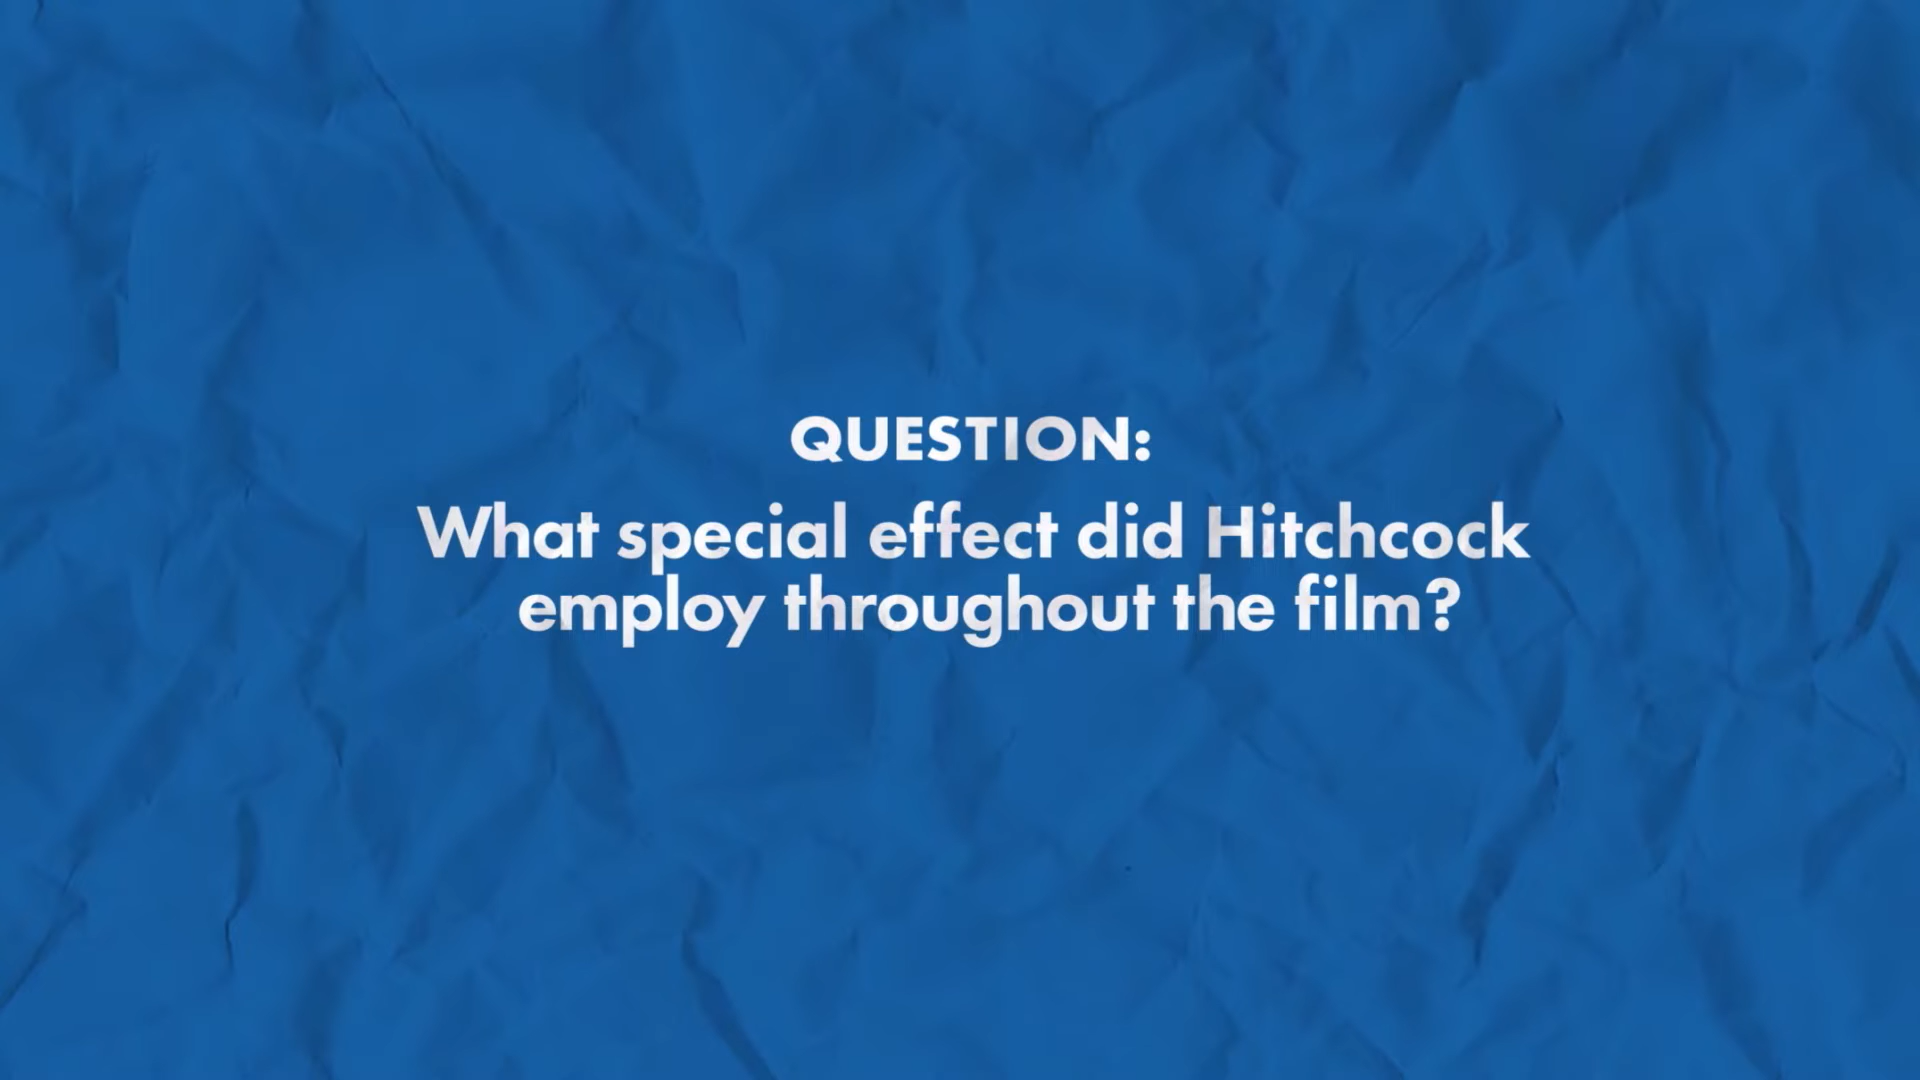 QUESTION:
What special effect did Hitchcock
employ throughout the film?